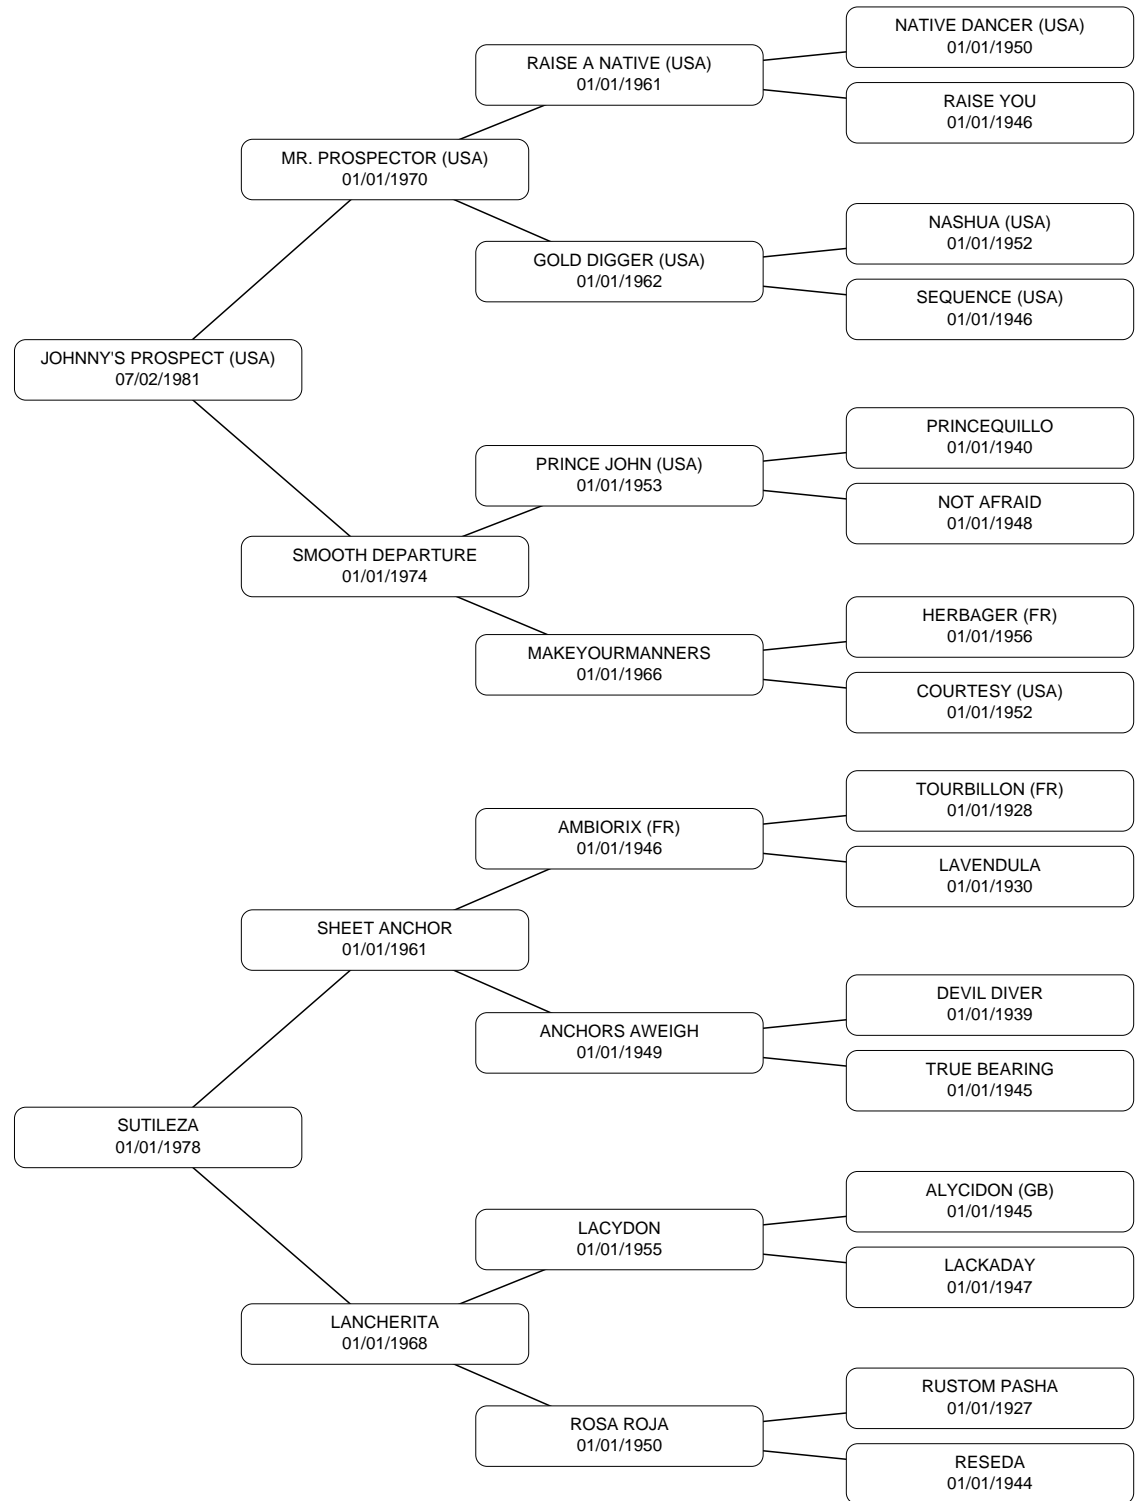 NATIVE DANCER (USA)
01/01/1950
RAISE A NATIVE (USA)
01/01/1961
RAISE YOU
01/01/1946
MR. PROSPECTOR (USA)
01/01/1970
NASHUA (USA)
01/01/1952
GOLD DIGGER (USA)
01/01/1962
SEQUENCE (USA)
01/01/1946
JOHNNY'S PROSPECT (USA)
07/02/1981
PRINCEQUILLO
01/01/1940
PRINCE JOHN (USA)
01/01/1953
NOT AFRAID
01/01/1948
SMOOTH DEPARTURE
01/01/1974
HERBAGER (FR)
01/01/1956
MAKEYOURMANNERS
01/01/1966
COURTESY (USA)
01/01/1952
TOURBILLON (FR)
01/01/1928
AMBIORIX (FR)
01/01/1946
LAVENDULA
01/01/1930
SHEET ANCHOR
01/01/1961
DEVIL DIVER
01/01/1939
ANCHORS AWEIGH
01/01/1949
TRUE BEARING
01/01/1945
SUTILEZA
01/01/1978
ALYCIDON (GB)
01/01/1945
LACYDON
01/01/1955
LACKADAY
01/01/1947
LANCHERITA
01/01/1968
RUSTOM PASHA
01/01/1927
ROSA ROJA
01/01/1950
RESEDA
01/01/1944